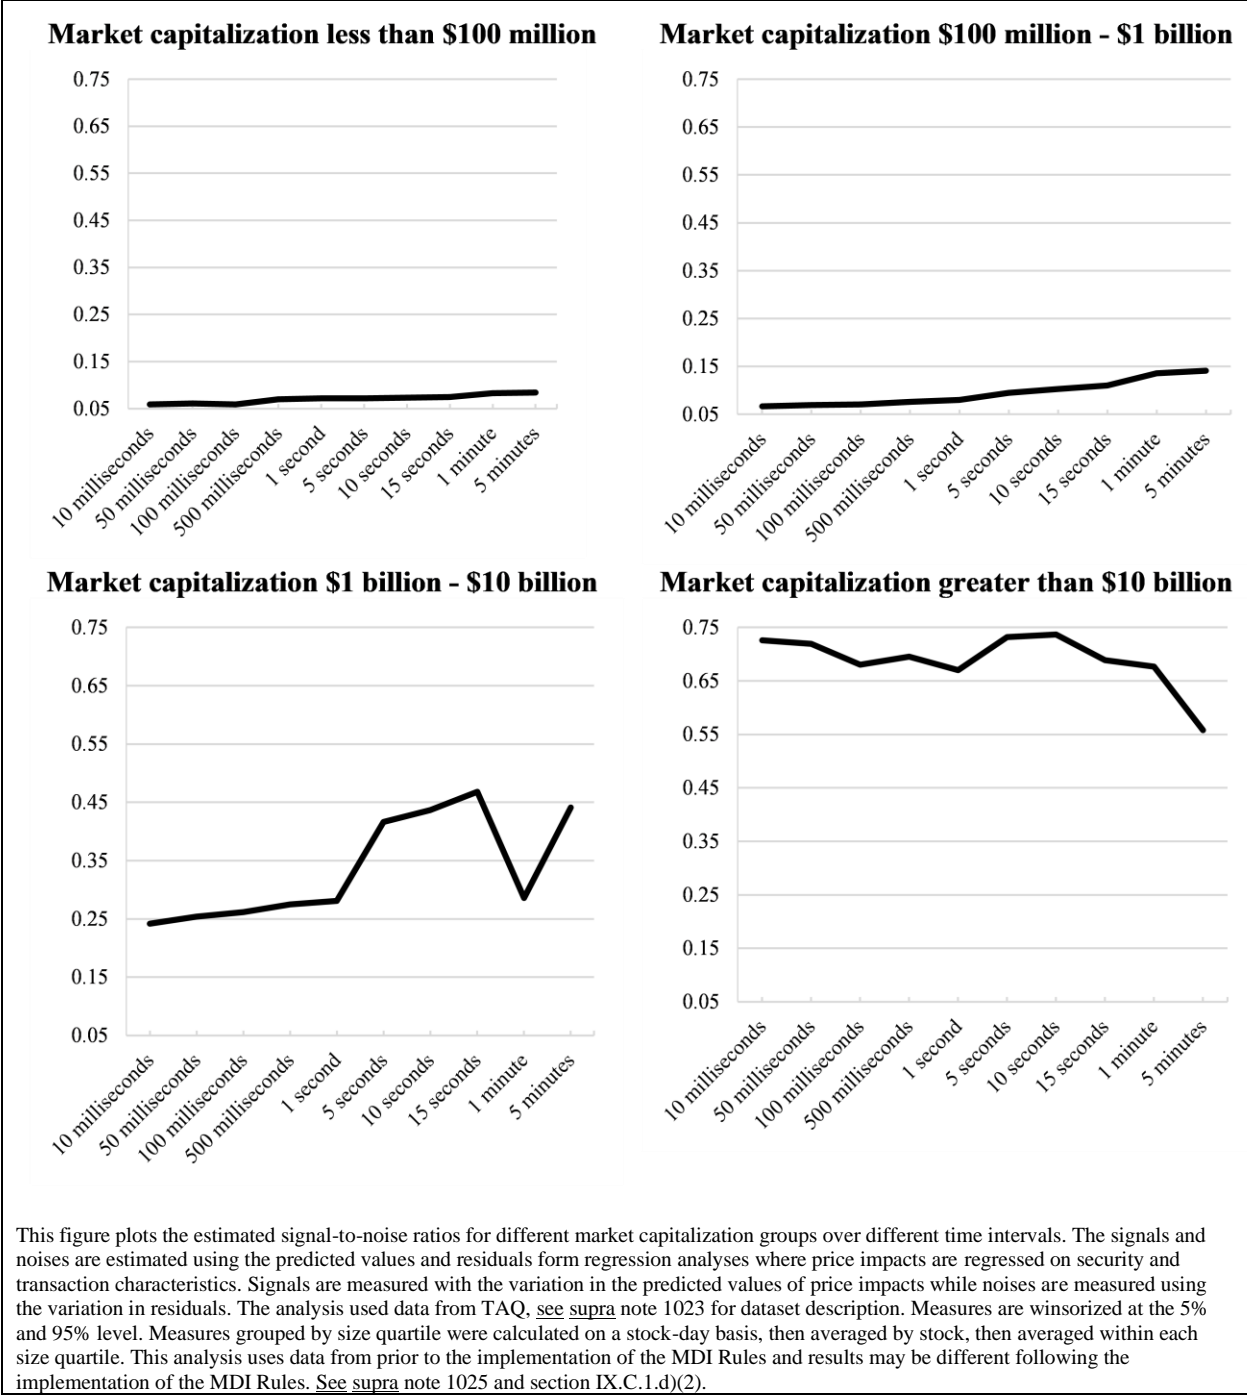 Market capitalization less than $100 million
0.75
0.65
0.55
0.45
0.35
0.25
0.15
0.05
10 milliseconds
50 milliseconds
100 milliseconds
500 milliseconds
1 second
5 seconds
10 seconds
15 seconds
1 minute
5 minutes
Market capitalization $100 million - $1 billion
0.75
0.65
0.55
0.45
0.35
0.25
0.15
0.05
10 milliseconds
50 milliseconds
100 milliseconds
500 milliseconds
1 second
5 seconds
10 seconds
15 seconds
1 minute
5 minutes
Market capitalization $1 billion - $10 billion
0.75
0.65
0.55
0.45
0.35
0.25
0.15
0.05
10 milliseconds
50 milliseconds
100 milliseconds
500 milliseconds
1 second
5 seconds
10 seconds
15 seconds
1 minute
5 minutes
Market capitalization greater than $10 billion
0.75
0.65
0.55
0.45
0.35
0.25
0.15
0.05
10 milliseconds
50 milliseconds
100 milliseconds
500 milliseconds
1 second
5 seconds
10 seconds
15 seconds
1 minute
5 minutes
This figure plots the estimated signal-to-noise ratios for different market capitalization groups over different time intervals. The signals and
noises are estimated using the predicted values and residuals form regression analyses where price impacts are regressed on security and
transaction characteristics. Signals are measured with the variation in the predicted values of price impacts while noises are measured using
the variation in residuals. The analysis used data from TAQ, see supra note 1023 for dataset description. Measures are winsorized at the 5%
and 95% level. Measures grouped by size quartile were calculated on a stock-day basis, then averaged by stock, then averaged within each
size quartile. This analysis uses data from prior to the implementation of the MDI Rules and results may be different following the
implementation of the MDI Rules. See supra note 1025 and section IX.C.1.d)(2).